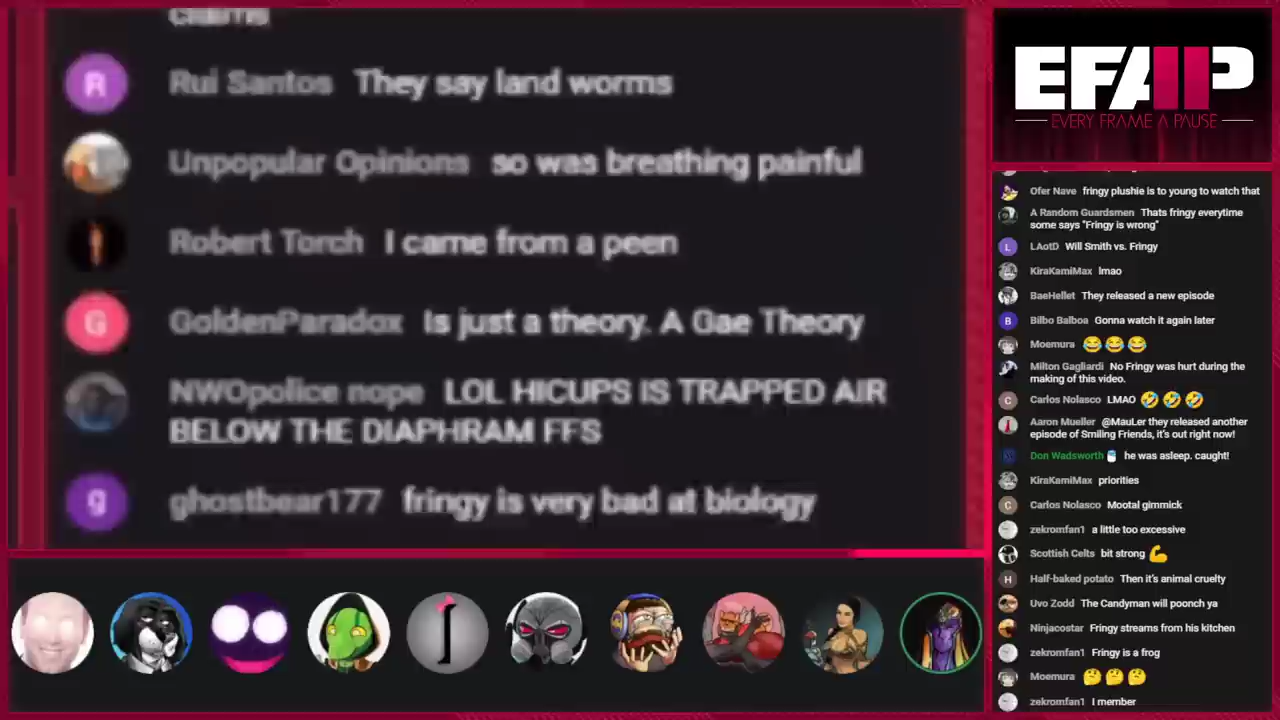 Rui Santos They say land worms
Unpopular Opinions so was breathing painful
Robert Torch I came from a peen
GoldenParadox Is just a theory. A Gae Theory
NWOpolice nope LOL HICUPS IS TRAPPED AIR
BELOW THE DIAPHRAM FFS
ghostbear177 fringy is very bad at biology
EFAP
EVERY FRAME A PAUSE
Ofer Nave fringy plushie is to young to watch that
A Random Guardsmen Thats fringy everytime
some says "Fringy is wrong"
LAotD Will Smith vs. Fringy
KiraKamiMax lmao
BaeHellet They released a new episode
Bilbo Balboa Gonna watch it again later
Moemura 😂😂😂
Milton Gagliardi No Fringy was hurt during the
making of this video.
Carlos Nolasco LMAO 🤣🤣🤣
Aaron Mueller @MauLer they released another
episode of Smiling Friends, it's out right now!
Don Wadsworth he was asleep. caught!
KiraKamiMax priorities
Carlos Nolasco Mootal gimmick
zekromfan1 a little too excessive
Scottish Celts bit strong 💪
Half-baked potato Then it's animal cruelty
Uvo Zodd The Candyman will poonch ya
Ninjacostar Fringy streams from his kitchen
zekromfan1 Fringy is a frog
Moemura 🤔🤔🤔
zekromfan1 I member